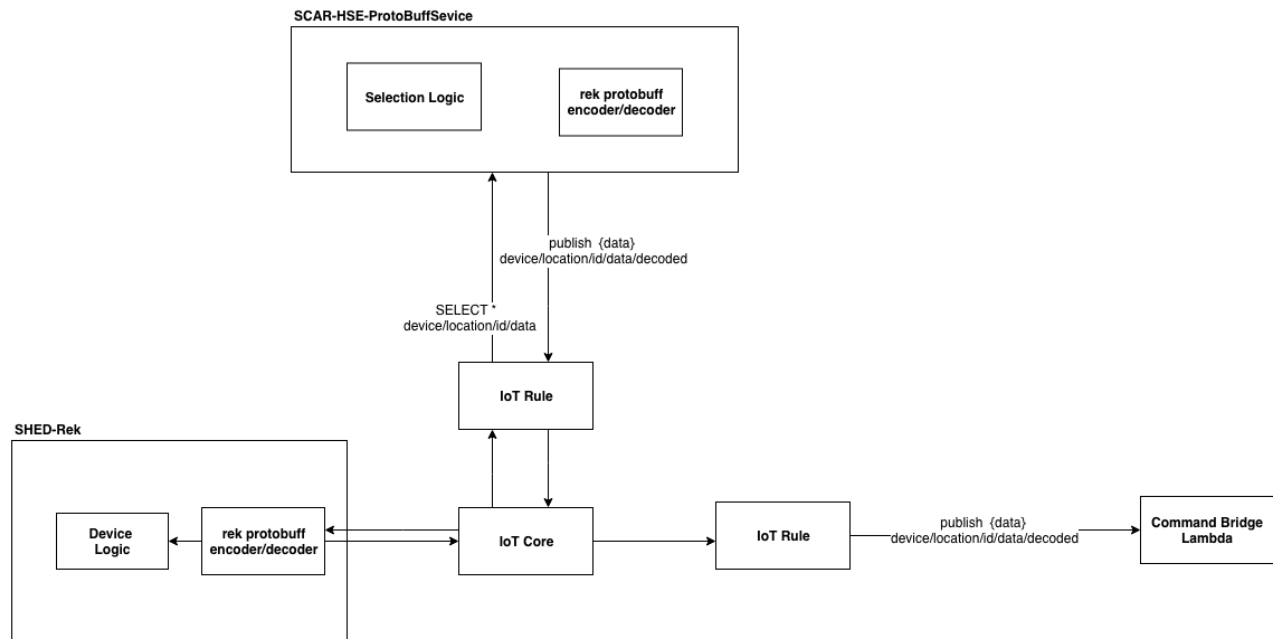 SCAR-HSE-ProtoBuffSevice
Selection Logic
rek protobuff
encoder/decoder
publish {data}
device/location/id/data/decoded
SELECT *
device/location/id/data
IoT Rule
SHED-Rek
Device
Logic
rek protobuff
encoder/decoder
IoT Core
IoT Rule
publish {data}
device/location/id/data/decoded
Command Bridge
Lambda